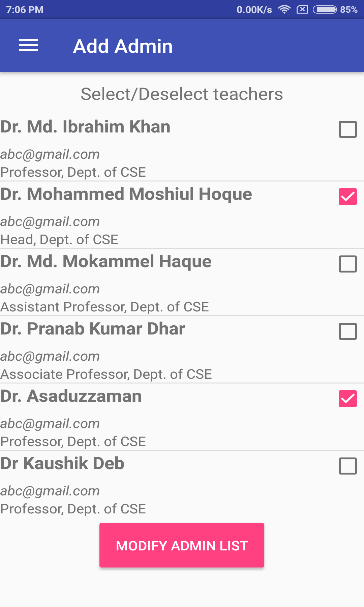 7:06 PM 0.00K/s 85%
Add Admin
Select/Deselect teachers
Dr. Md. Ibrahim Khan
abc@gmail.com
Professor, Dept. of CSE
Dr. Mohammed Moshiul Hoque
abc@gmail.com
Head, Dept. of CSE
Dr. Md. Mokammel Haque
abc@gmail.com
Assistant Professor, Dept. of CSE
Dr. Pranab Kumar Dhar
abc@gmail.com
Associate Professor, Dept. of CSE
Dr. Asaduzzaman
abc@gmail.com
Professor, Dept. of CSE
Dr Kaushik Deb
abc@gmail.com
Professor, Dept. of CSE
MODIFY ADMIN LIST